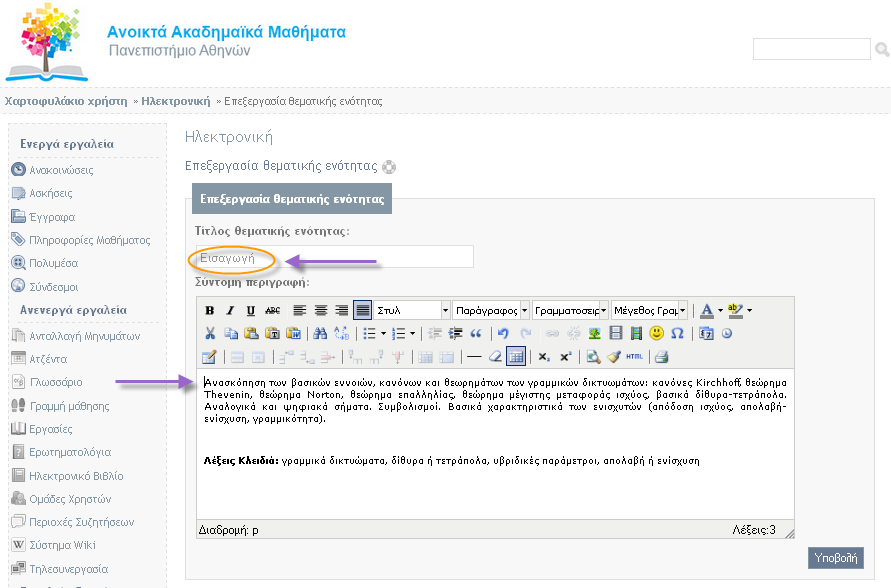 Ανοικτά Ακαδημαϊκά Μαθήματα
Πανεπιστήμιο Αθηνών
Χαρτοφυλάκιο χρήστη » Ηλεκτρονική » Επεξεργασία θεματικής ενότητας
Ενεργά εργαλεία
Ανακοινώσεις
Ασκήσεις
Έγγραφα
Πληροφορίες Μαθήματος
Πολυμέσα
Σύνδεσμοι
Ανενεργά εργαλεία
Ανταλλαγή Μηνυμάτων
Ατζέντα
Γλωσσάριο
Γραμμή μάθησης
Εργασίες
Ερωτηματολόγια
Ηλεκτρονικό Βιβλίο
Ομάδες Χρηστών
Περιοχές Συζητήσεων
Σύστημα Wiki
Τηλεσυνεργασία
Ηλεκτρονική
Επεξεργασία θεματικής ενότητας
Επεξεργασία θεματικής ενότητας
Τίτλος θεματικής ενότητας:
Εισαγωγή
Σύντομη περιγραφή:
B I U ABC Στυλ Παράγραφος Γραμματοσειρ Μέγεθος Γραμ A ab
HTML
Ανασκόπηση των βασικών εννοιών, κανόνων και θεωρημάτων των γραμμικών δικτυωμάτων: κανόνες Kirchhoff, θεώρημα
Thevenin, θεώρημα Norton, θεώρημα επαλληλίας, θεώρημα μέγιστης μεταφοράς ισχύος, βασικά δίθυρα-τετράπολα.
Αναλογικά και ψηφιακά σήματα. Συμβολισμοί. Βασικά χαρακτηριστικά των ενισχυτών (απόδοση ισχύος, απολαβή-
ενίσχυση, γραμμικότητα).
Λέξεις Κλειδιά: γραμμικά δικτυώματα, δίθυρα ή τετράπολα, υβριδικές παράμετροι, απολαβή ή ενίσχυση
Διαδρομή: p Λέξεις:3
Υποβολή